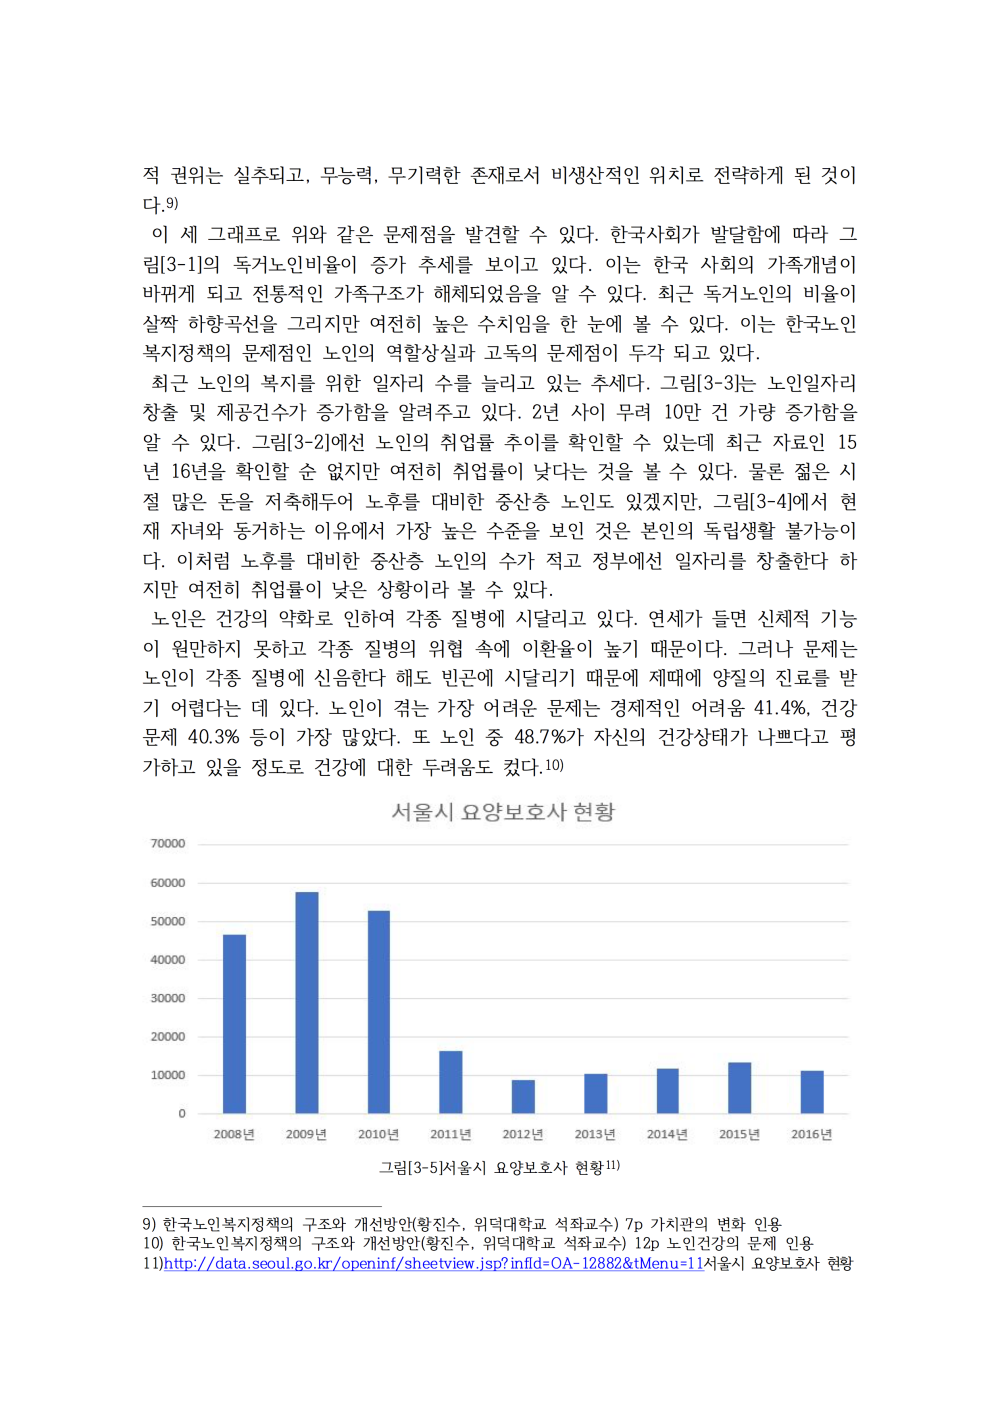 적 권위는 실추되고, 무능력, 무기력한 존재로서 비생산적인 위치로 전략하게 된 것이
다.9)
이 세 그래프로 위와 같은 문제점을 발견할 수 있다. 한국사회가 발달함에 따라 그
림[3-1]의 독거노인비율이 증가 추세를 보이고 있다. 이는 한국 사회의 가족개념이
바뀌게 되고 전통적인 가족구조가 해체되었음을 알 수 있다. 최근 독거노인의 비율이
살짝 하향곡선을 그리지만 여전히 높은 수치임을 한 눈에 볼 수 있다. 이는 한국노인
복지정책의 문제점인 노인의 역할상실과 고독의 문제점이 두각 되고 있다.
최근 노인의 복지를 위한 일자리 수를 늘리고 있는 추세다. 그림[3-3]는 노인일자리
창출 및 제공건수가 증가함을 알려주고 있다. 2년 사이 무려 10만 건 가량 증가함을
알 수 있다. 그림[3-2]에선 노인의 취업률 추이를 확인할 수 있는데 최근 자료인 15
년 16년을 확인할 순 없지만 여전히 취업률이 낮다는 것을 볼 수 있다. 물론 젊은 시
절 많은 돈을 저축해두어 노후를 대비한 중산층 노인도 있겠지만, 그림[3-4]에서 현
재 자녀와 동거하는 이유에서 가장 높은 수준을 보인 것은 본인의 독립생활 불가능이
다. 이처럼 노후를 대비한 중산층 노인의 수가 적고 정부에선 일자리를 창출한다 하
지만 여전히 취업률이 낮은 상황이라 볼 수 있다.
노인은 건강의 약화로 인하여 각종 질병에 시달리고 있다. 연세가 들면 신체적 기능
이 원만하지 못하고 각종 질병의 위협 속에 이환율이 높기 때문이다. 그러나 문제는
노인이 각종 질병에 신음한다 해도 빈곤에 시달리기 때문에 제때에 양질의 진료를 받
기 어렵다는 데 있다. 노인이 겪는 가장 어려운 문제는 경제적인 어려움 41.4%, 건강
문제 40.3% 등이 가장 많았다. 또 노인 중 48.7%가 자신의 건강상태가 나쁘다고 평
가하고 있을 정도로 건강에 대한 두려움도 컸다.10)
서울시 요양보호사 현황
70000
60000
50000
40000
30000
20000
10000
0
2008년 2009년 2010년 2011년 2012년 2013년 2014년 2015년 2016년
그림[3-5]서울시 요양보호사 현황11)
9) 한국노인복지정책의 구조와 개선방안(황진수, 위덕대학교 석좌교수) 7p 가치관의 변화 인용
10) 한국노인복지정책의 구조와 개선방안(황진수, 위덕대학교 석좌교수) 12p 노인건강의 문제 인용
11)http://data.seoul.go.kr/openinf/sheetview.jsp?infId=OA-12882&tMenu=11서울시 요양보호사 현황